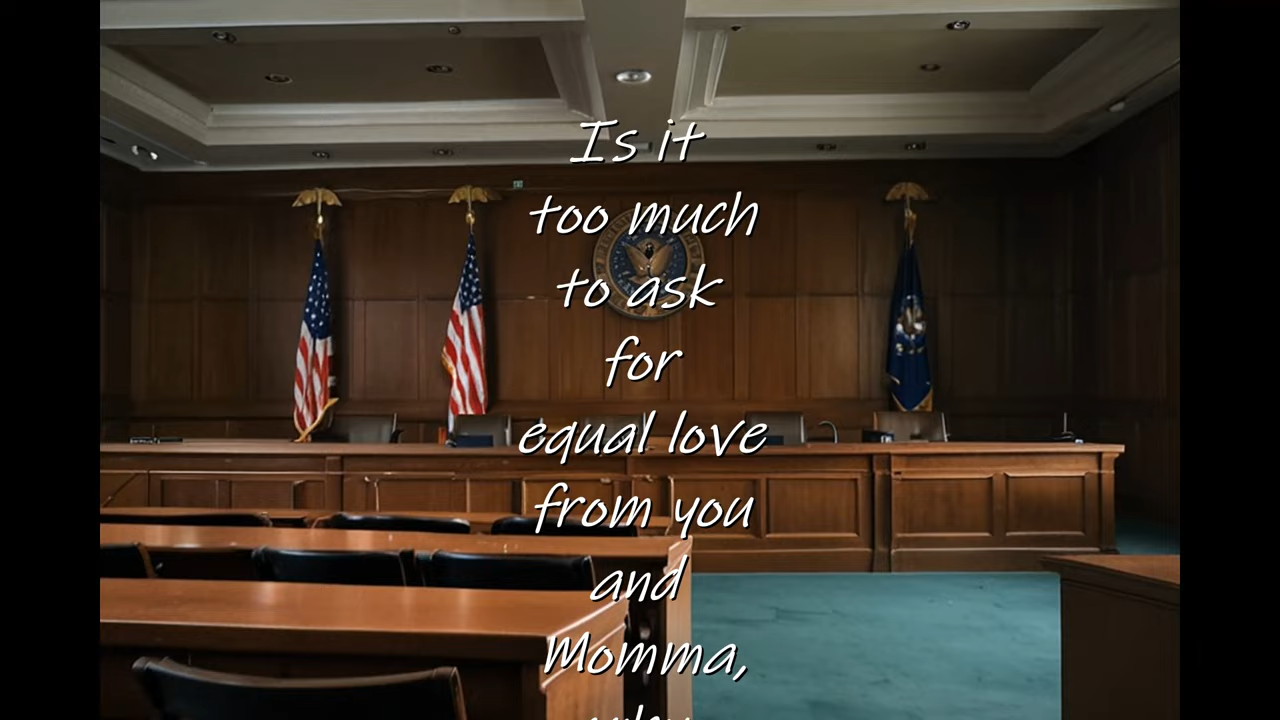 Is it
too much
to ask
for
equal love
from you
and
Momma,